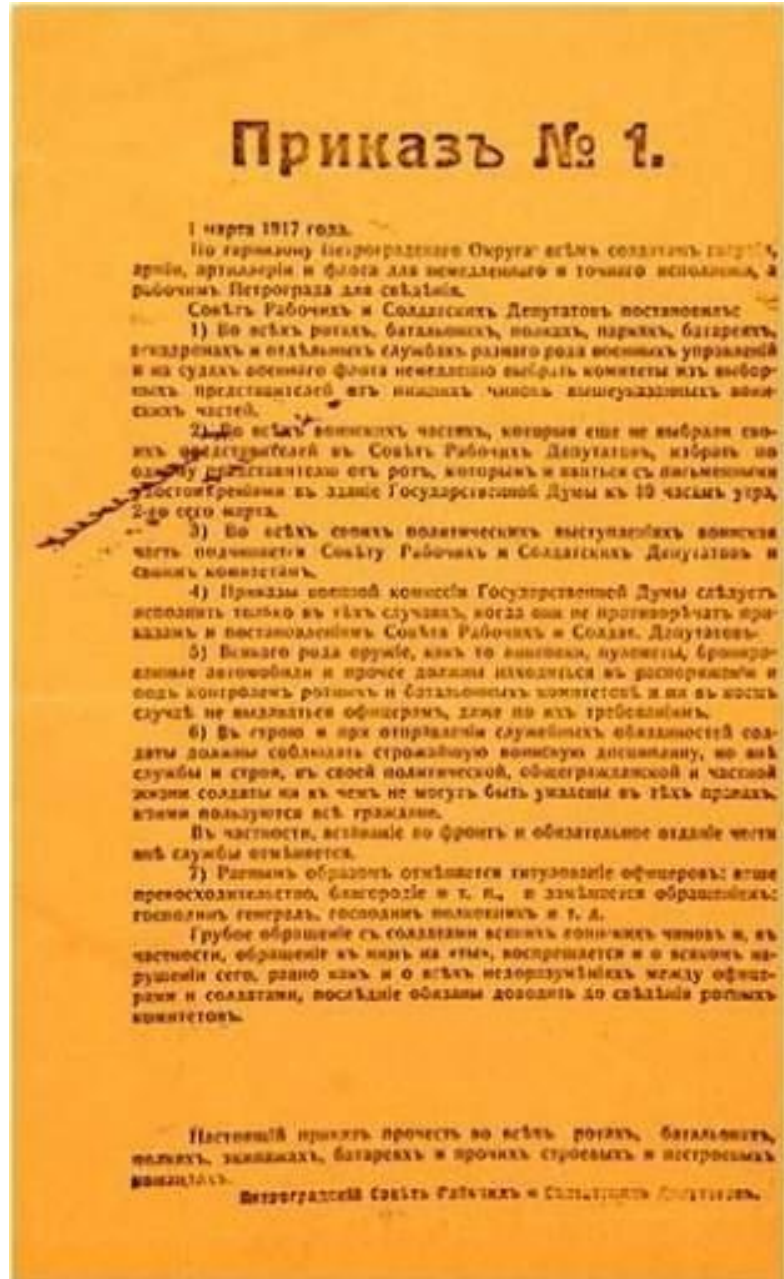 Приказъ № 1.
1 марта 1917 года.
По гарнизону Петроградскаго Округа всѣмъ солдатамъ гвардіи,
арміи, артиллеріи и флота для немедленнаго и точнаго исполненія, а
рабочимъ Петрограда для свѣдѣнія.
Совѣтъ Рабочихъ и Солдатскихъ Депутатовъ постановилъ:
1) Во всѣхъ ротахъ, батальонахъ, полкахъ, паркахъ, батареяхъ,
эскадронахъ и отдѣльныхъ службахъ разнаго рода военныхъ управленій
и на судахъ военнаго флота немедленно выбрать комитеты изъ выбор-
ныхъ представителей отъ нижнихъ чиновъ вышеуказанныхъ воин-
скихъ частей.
2) Во всѣхъ воинскихъ частяхъ, которыя еще не выбрали сво-
ихъ представителей въ Совѣтъ Рабочихъ Депутатовъ, избрать по
одному представителю отъ ротъ, которымъ и явиться съ письменными
удостовѣреніями въ зданіе Государственной Думы къ 10 часамъ утра,
2-го сего марта.
3) Во всѣхъ своихъ политическихъ выступленіяхъ воинская
часть подчиняется Совѣту Рабочихъ и Солдатскихъ Депутатовъ и
своимъ комитетамъ.
4) Приказы военной комиссіи Государственной Думы слѣдуетъ
исполнять только въ тѣхъ случаяхъ, когда они не противорѣчатъ при-
казамъ и постановленіямъ Совѣта Рабочихъ и Солдат. Депутатовъ.
5) Всякаго рода оружіе, какъ то винтовки, пулеметы, брониро-
ванные автомобили и прочее должны находиться въ распоряженіи и
подъ контролемъ ротныхъ и батальонныхъ комитетовъ и ни въ коемъ
случаѣ не выдаваться офицерамъ, даже по ихъ требованіямъ.
6) Въ строю и при отправленіи служебныхъ обязанностей сол-
даты должны соблюдать строжайшую воинскую дисциплину, но внѣ
службы и строя, въ своей политической, общегражданской и частной
жизни солдаты ни въ чемъ не могутъ быть умалены въ тѣхъ правахъ,
коими пользуются всѣ граждане.
Въ частности, вставаніе во фронтъ и обязательное отданіе чести
внѣ службы отмѣняется.
7) Равнымъ образомъ отмѣняется титулованіе офицеровъ: ваше
превосходительство, благородіе и т. п., и замѣняется обращеніемъ:
господинъ генералъ, господинъ полковникъ и т. д.
Грубое обращеніе съ солдатами всякихъ воинскихъ чиновъ и, въ
частности, обращеніе къ нимъ на «ты», воспрещается и о всякомъ на-
рушеніи сего, равно какъ и о всѣхъ недоразумѣніяхъ между офице-
рами и солдатами, послѣдніе обязаны доводить до свѣдѣнія ротныхъ
комитетовъ.
Настоящій приказъ прочесть во всѣхъ ротахъ, батальонахъ,
полкахъ, экипажахъ, батареяхъ и прочихъ строевыхъ и нестроевыхъ
командахъ.
Петроградскій Совѣтъ Рабочихъ и Солдатскихъ Депутатовъ.